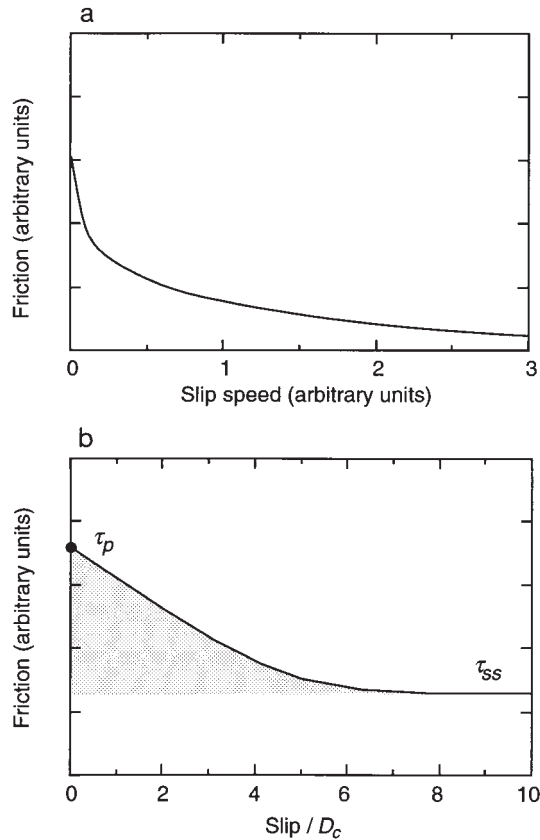 a
Friction (arbitrary units)
0 1 2 3
Slip speed (arbitrary units)
b
Friction (arbitrary units)
τp
τss
0 2 4 6 8 10
Slip / Dc